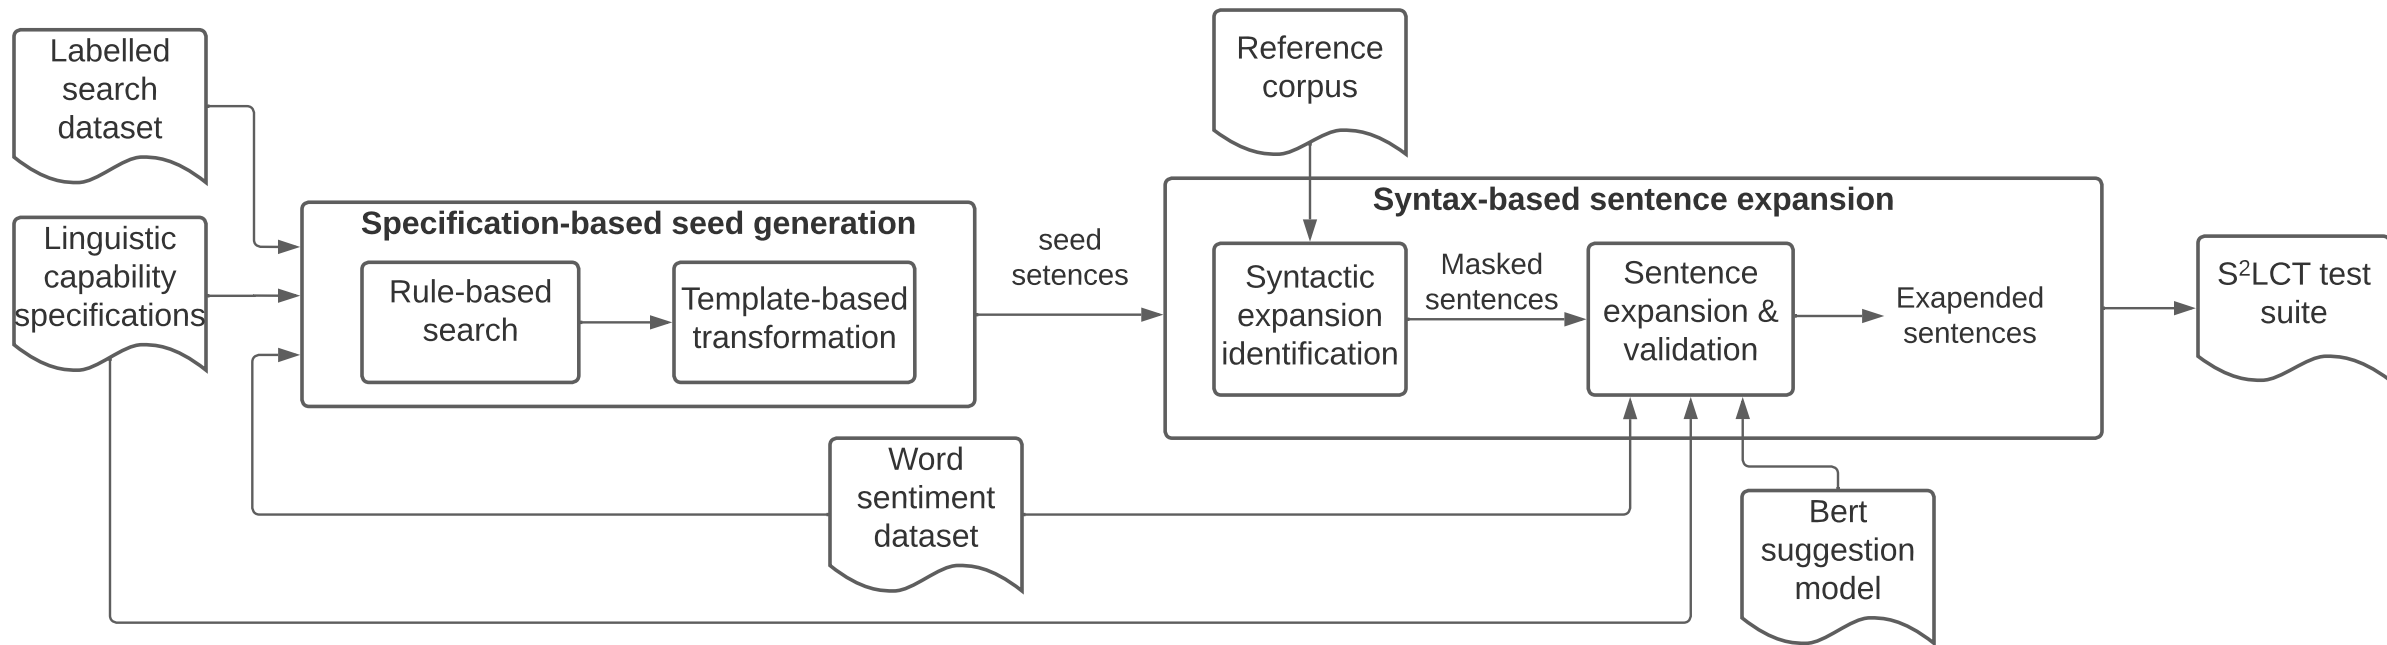 Labelled
search
dataset
Linguistic
capability
specifications
Specification-based seed generation
Rule-based
search
Template-based
transformation
seed
setences
Reference
corpus
Syntax-based sentence expansion
Syntactic
expansion
identification
Masked
sentences
Sentence
expansion &
validation
Exapended
sentences
S²LCT test
suite
Word
sentiment
dataset
Bert
suggestion
model